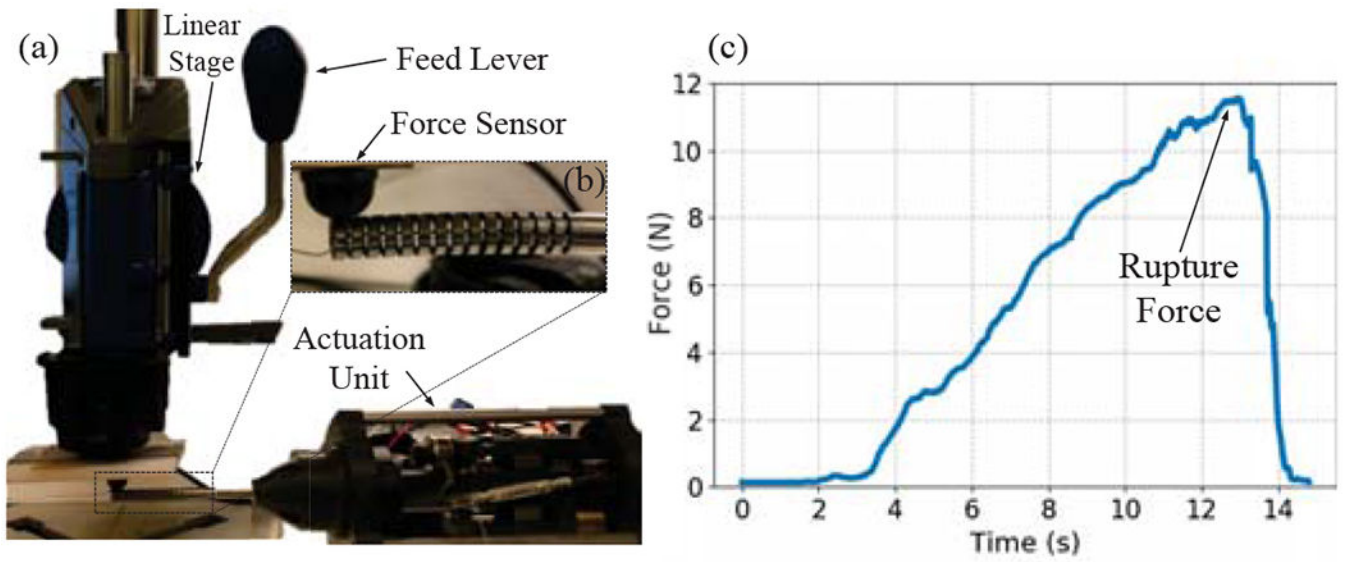 (a)
Linear
Stage
Feed Lever
Force Sensor
(b)
Actuation
Unit
(c)
12
10
8
6
4
2
0
Force (N)
Rupture
Force
0 2 4 6 8 10 12 14
Time (s)